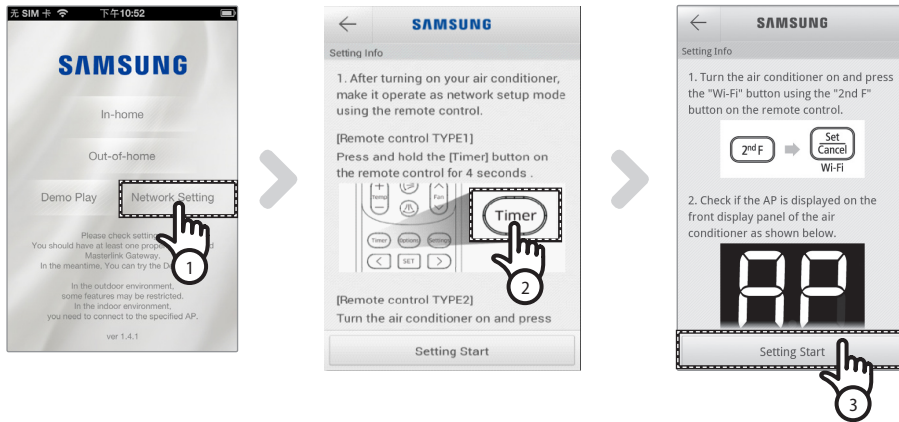 无 SIM 卡 下午10:52
SAMSUNG
In-home
Out-of-home
Demo Play Network Setting
Please check setting
You should have at least one
Masterlink Gateway.
In the meantime, You can try the
In the outdoor environment,
some features may be restricted.
In the indoor environment,
you need to connect to the specified AP.
ver 1.4.1
1
SAMSUNG
Setting Info
1. After turning on your air conditioner,
make it operate as network setup mode
using the remote control.
[Remote control TYPE1]
Press and hold the [Timer] button on
the remote control for 4 seconds .
+ Fan
Temp
Timer Options Settings
< SET >
Timer
2
[Remote control TYPE2]
Turn the air conditioner on and press
Setting Start
SAMSUNG
Setting Info
1. Turn the air conditioner on and press
the "Wi-Fi" button using the "2nd F"
button on the remote control.
2nd F
Set
Cancel
Wi-Fi
2. Check if the AP is displayed on the
front display panel of the air
conditioner as shown below.
AP
Setting Start
3